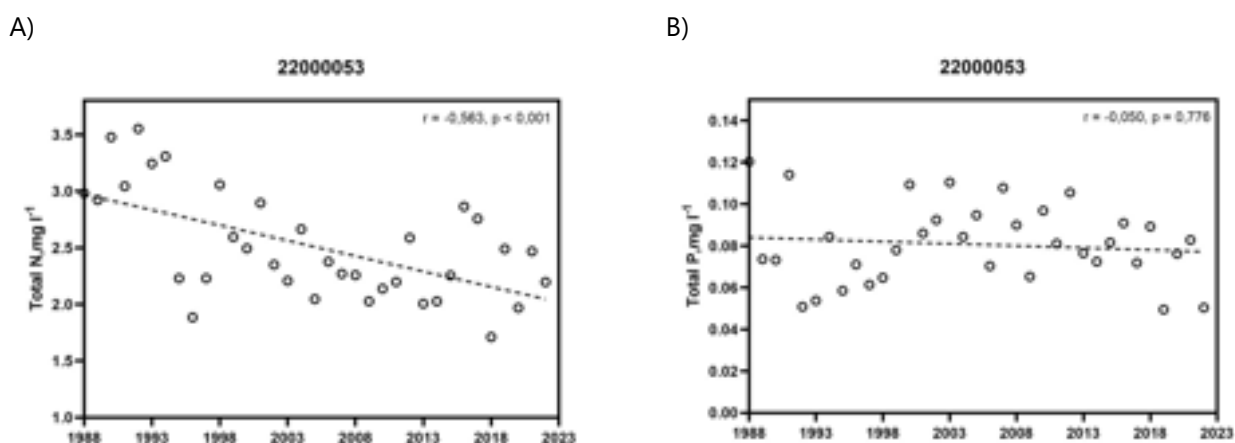 A)
22000053
r = -0,563, p < 0,001
Total N,mg l-1
3.5
3.0
2.5
2.0
1.5
1.0
1988 1993 1998 2003 2008 2013 2018 2023
B)
22000053
r = -0,050, p = 0,776
Total P,mg l-1
0.14
0.12
0.10
0.08
0.06
0.04
0.02
0.00
1988 1993 1998 2003 2008 2013 2018 2023